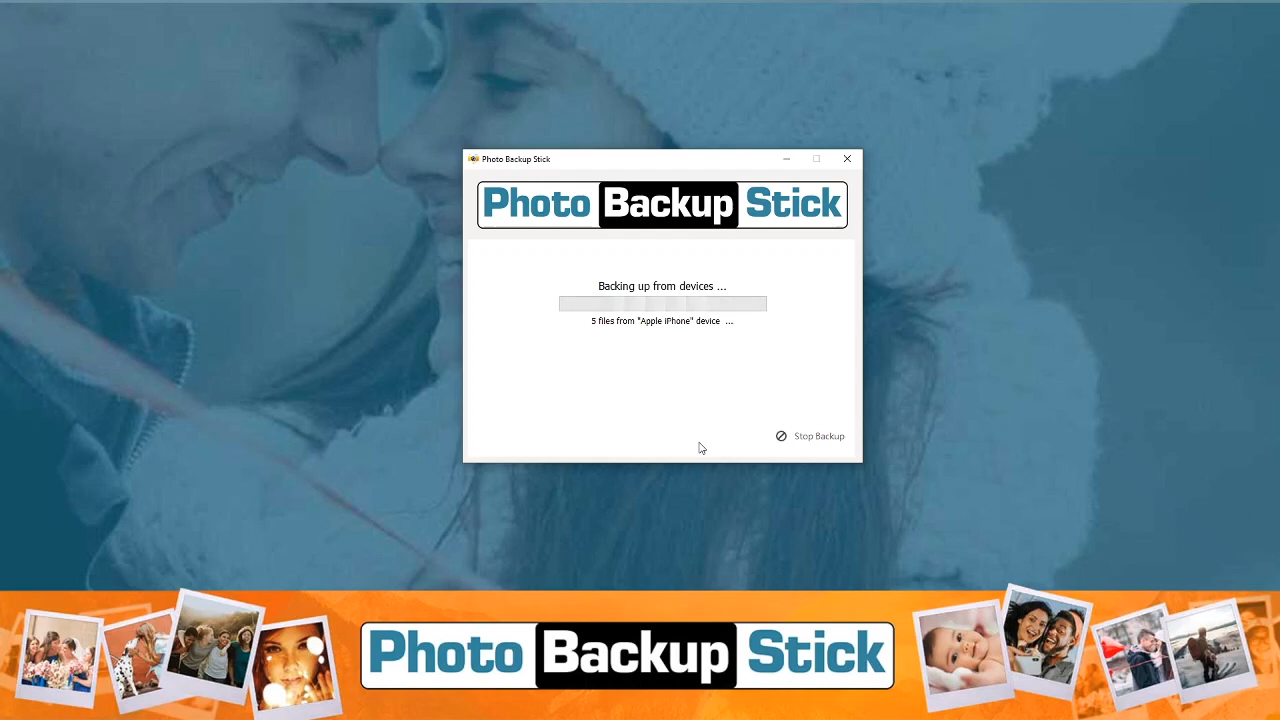 Photo Backup Stick
Photo Backup Stick
Backing up from devices ...
5 files from "Apple iPhone" device ...
Stop Backup
Photo Backup Stick